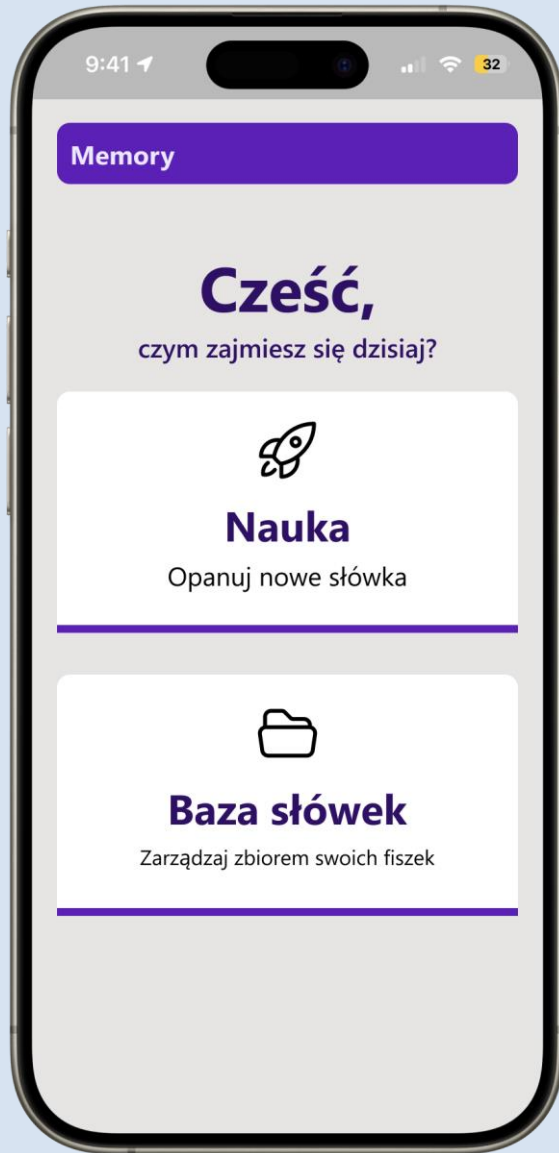 9:41
32
Memory
Cześć,
czym zajmiesz się dzisiaj?
Nauka
Opanuj nowe słówka
Baza słówek
Zarządzaj zbiorem swoich fiszek